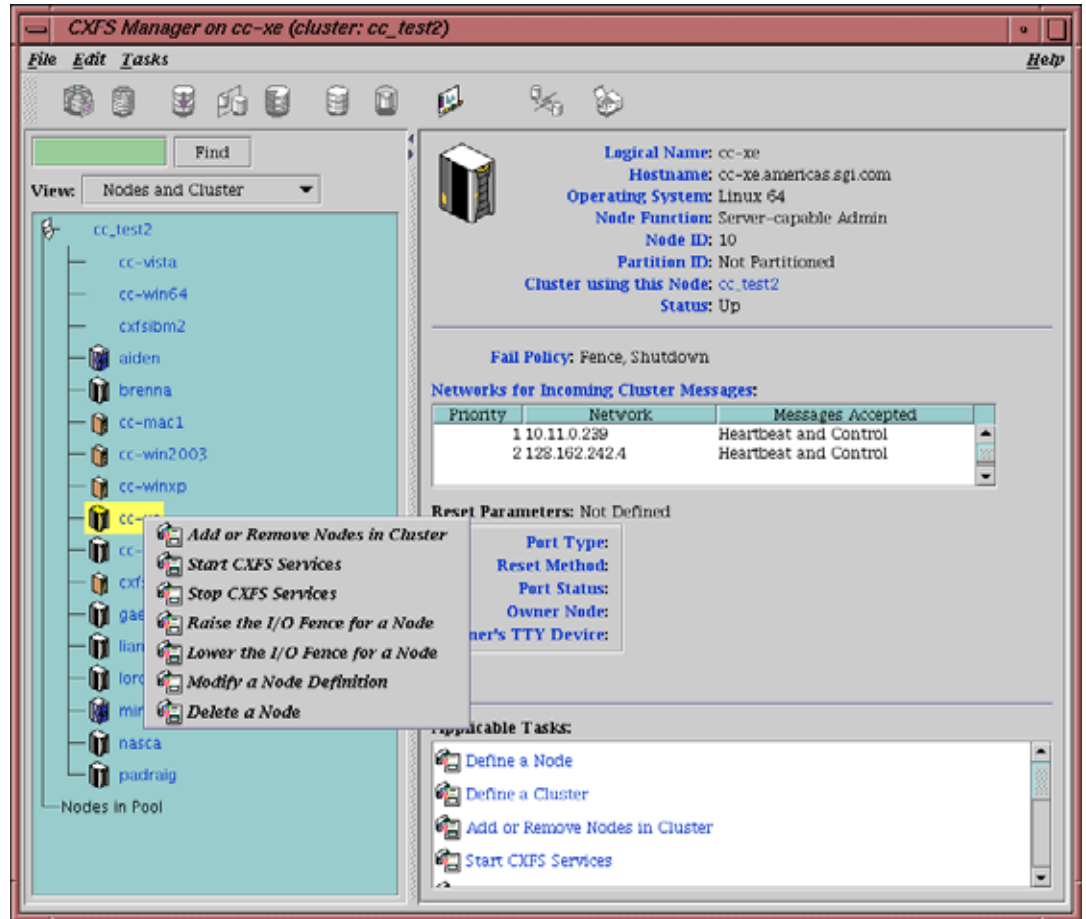 CXFS Manager on cc-xe (cluster: cc_test2)
File Edit Tasks Help
Find
View: Nodes and Cluster
cc_test2
cc-vista
cc-win64
cxfsibm2
aiden
brenna
cc-mac1
cc-win2003
cc-winxp
Nodes in Pool
nasca
padraig
Add or Remove Nodes in Cluster
Start CXFS Services
Stop CXFS Services
Raise the I/O Fence for a Node
Lower the I/O Fence for a Node
Modify a Node Definition
Delete a Node
Logical Name: cc-xe
Hostname: cc-xe.americas.sgi.com
Operating System: Linux 64
Node Function: Server-capable Admin
Node ID: 10
Partition ID: Not Partitioned
Cluster using this Node: cc_test2
Status: Up
Fail Policy: Fence, Shutdown
Networks for Incoming Cluster Messages:
Priority Network Messages Accepted
1 10.11.0.239 Heartbeat and Control
2 128.162.242.4 Heartbeat and Control
Reset Parameters: Not Defined
Port Type:
Reset Method:
Port Status:
Owner Node:
TTY Device:
Applicable Tasks:
Define a Node
Define a Cluster
Add or Remove Nodes in Cluster
Start CXFS Services